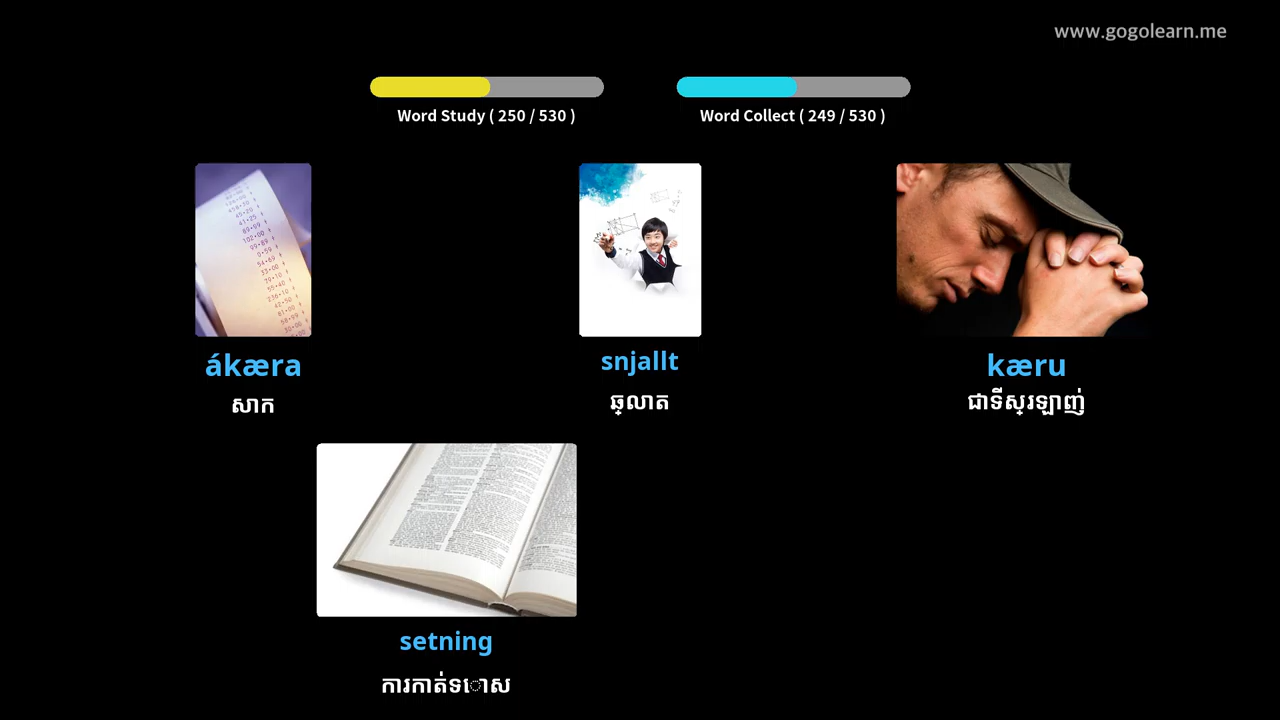 www.gogolearn.me
Word Study ( 250 / 530 )
Word Collect ( 249 / 530 )
ákæra
snjallt
kæru
សាក
ឆ្លាត
ជាទីស្រឡាញ់
setning
ការកាត់ទោស